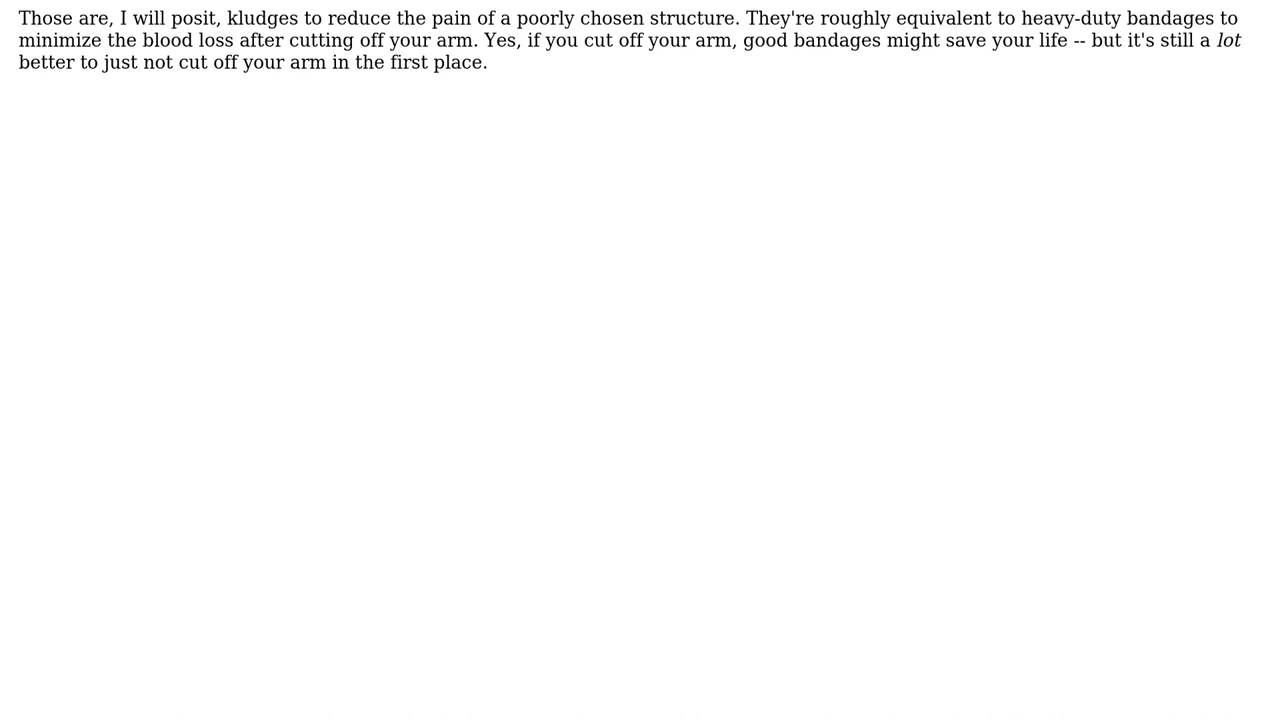 Those are, I will posit, kludges to reduce the pain of a poorly chosen structure. They're roughly equivalent to heavy-duty bandages to
minimize the blood loss after cutting off your arm. Yes, if you cut off your arm, good bandages might save your life -- but it's still a lot
better to just not cut off your arm in the first place.